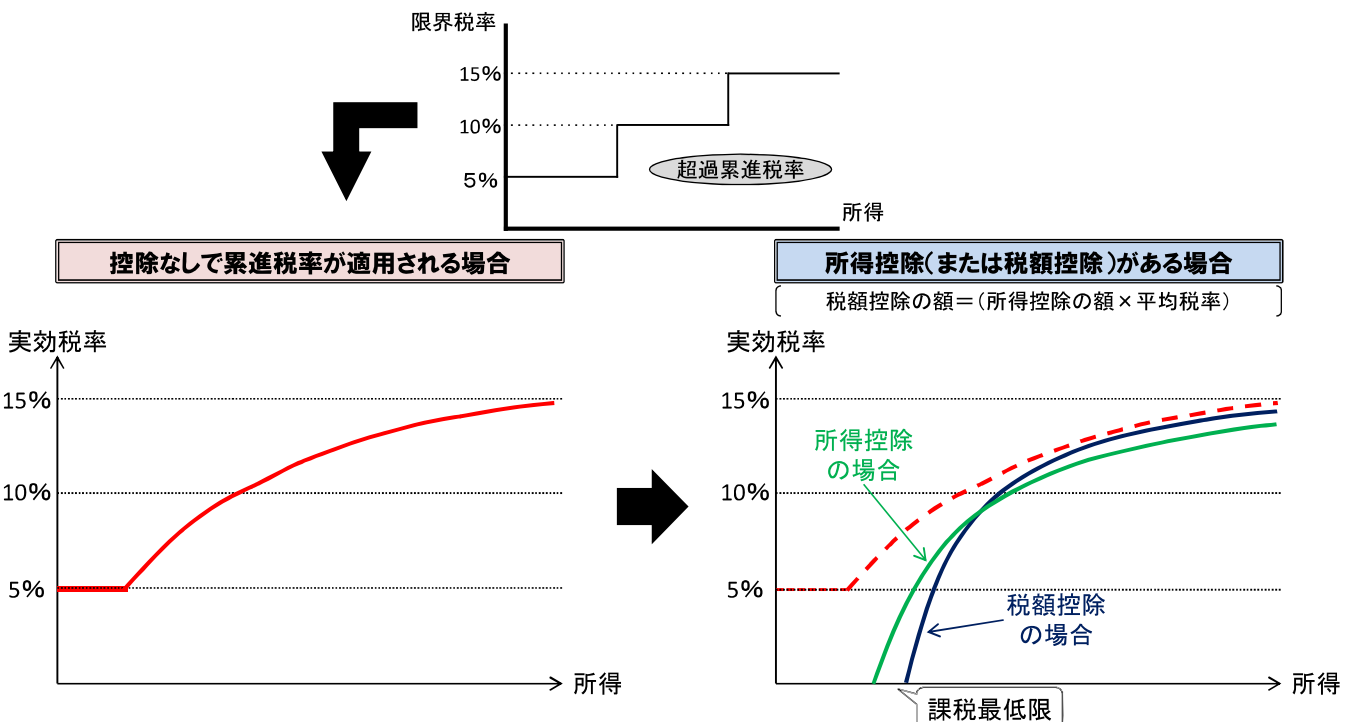 限界税率
15%
10%
5%
超過累進税率
所得
控除なしで累進税率が適用される場合
実効税率
15%
10%
5%
所得
所得控除(または税額控除)がある場合
税額控除の額=(所得控除の額×平均税率)
実効税率
15%
所得控除
の場合
10%
5%
税額控除
の場合
所得
課税最低限